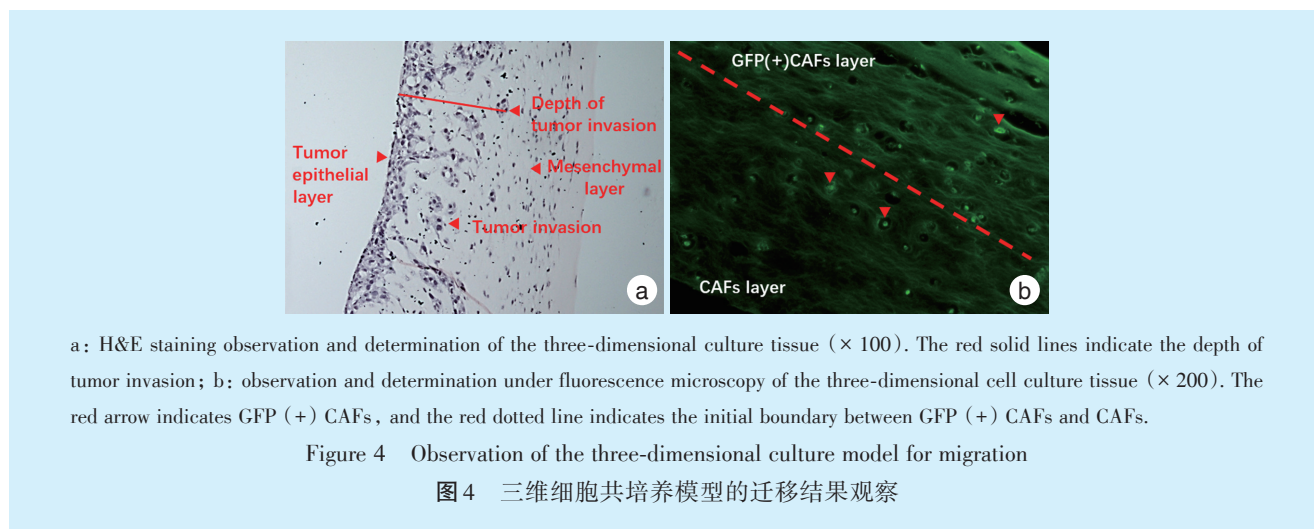 GFP(+)CAFs layer
Depth of
tumor invasion
Tumor
epithelial
layer
Mesenchymal
layer
Tumor invasion
CAFs layer
a
b
a：H&E staining observation and determination of the three-dimensional culture tissue（× 100）. The red solid lines indicate the depth of
tumor invasion；b：observation and determination under fluorescence microscopy of the three-dimensional cell culture tissue（× 200）. The
red arrow indicates GFP（+）CAFs，and the red dotted line indicates the initial boundary between GFP（+）CAFs and CAFs.
Figure 4 Observation of the three-dimensional culture model for migration
图4 三维细胞共培养模型的迁移结果观察